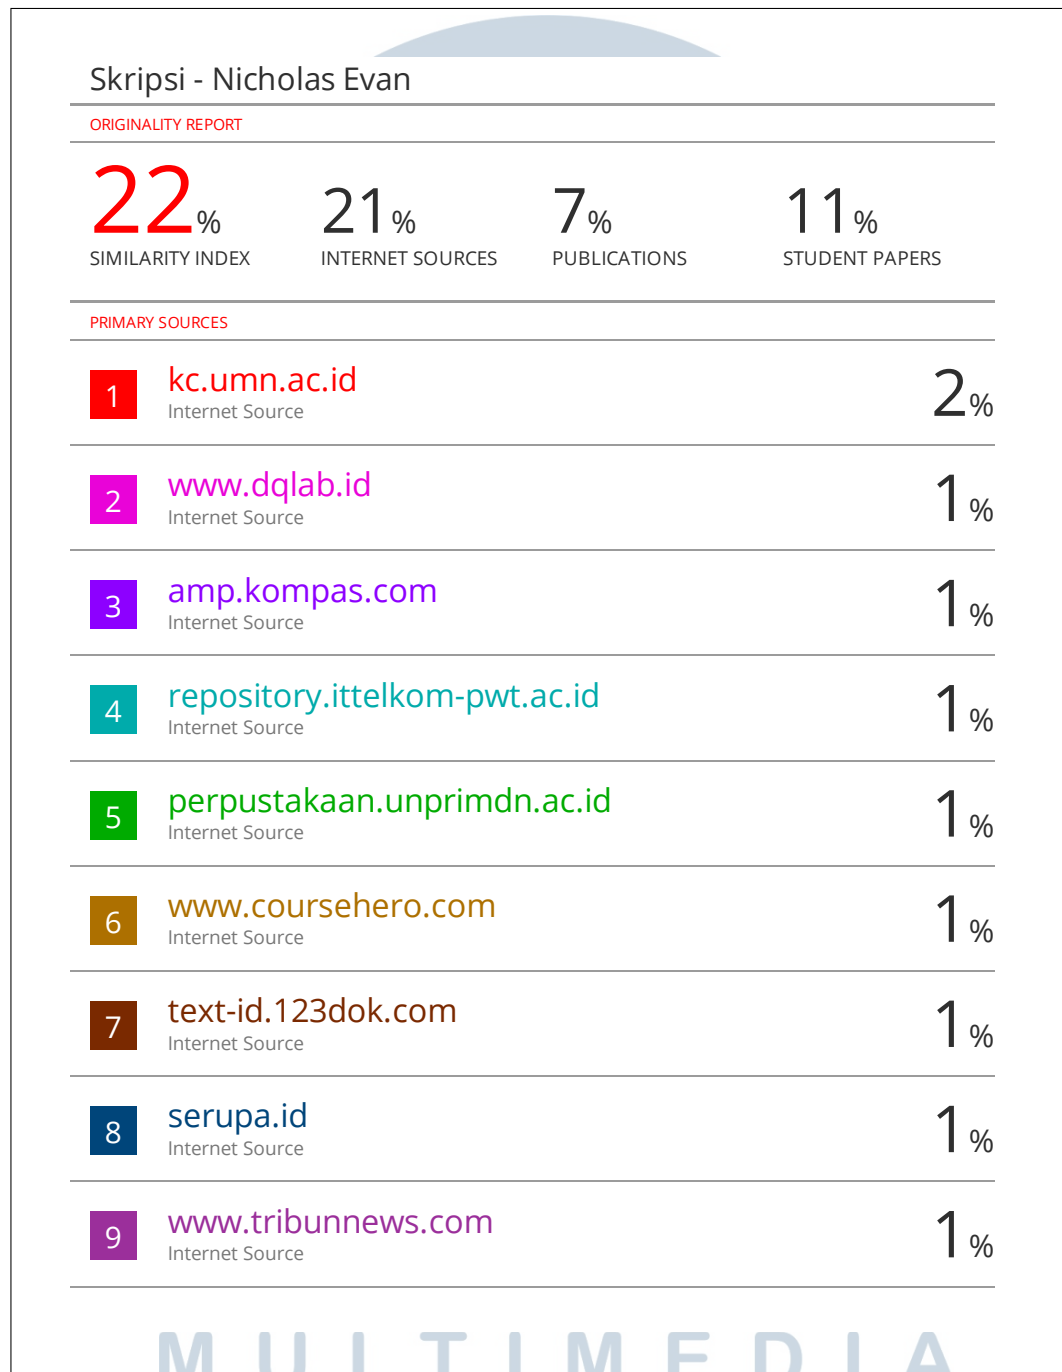 Skripsi - Nicholas Evan
ORIGINALITY REPORT
22%
SIMILARITY INDEX
21%
INTERNET SOURCES
7%
PUBLICATIONS
11%
STUDENT PAPERS
PRIMARY SOURCES
1
kc.umn.ac.id
Internet Source
2%
2
www.dqlab.id
Internet Source
1%
3
amp.kompas.com
Internet Source
1%
4
repository.ittelkom-pwt.ac.id
Internet Source
1%
5
perpustakaan.unprimdn.ac.id
Internet Source
1%
6
www.coursehero.com
Internet Source
1%
7
text-id.123dok.com
Internet Source
1%
8
serupa.id
Internet Source
1%
9
www.tribunnews.com
Internet Source
1%
MULTIMEDIA